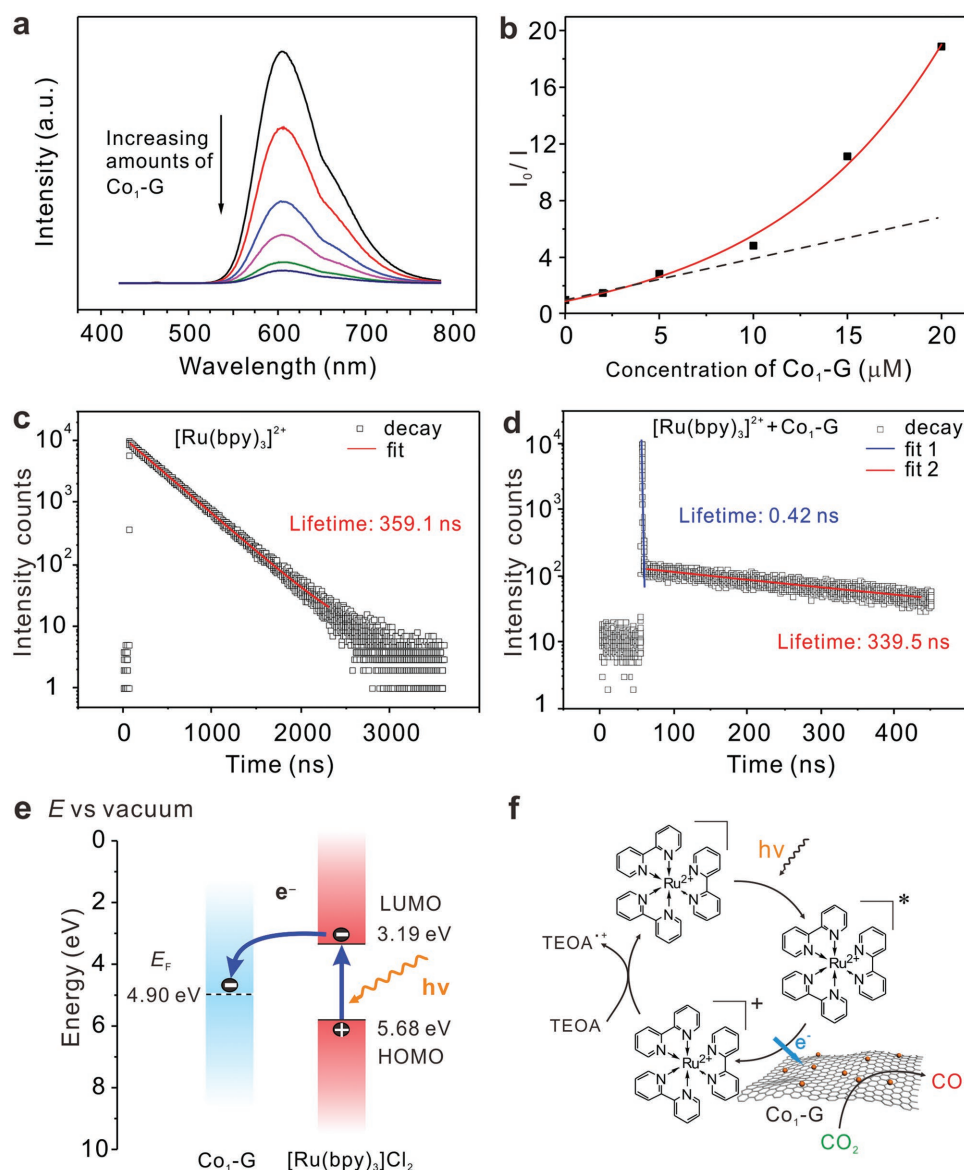 a
Intensity (a.u.)
Increasing
amounts of
Co₁-G
400 450 500 550 600 650 700 750 800
Wavelength (nm)
b
I₀ / I
20
16
12
8
4
0
0 5 10 15 20
Concentration of Co₁-G (μM)
c
Intensity counts
10⁴
10³
10²
10
1
[Ru(bpy)₃]²⁺
decay
fit
Lifetime: 359.1 ns
0 1000 2000 3000
Time (ns)
d
Intensity counts
10⁴
10³
10²
10
1
[Ru(bpy)₃]²⁺+Co₁-G
decay
fit 1
fit 2
Lifetime: 0.42 ns
Lifetime: 339.5 ns
0 100 200 300 400
Time (ns)
e
E vs vacuum
Energy (eV)
0
2
4
6
8
10
e⁻
LUMO
3.19 eV
E_F
4.90 eV
hν
5.68 eV
HOMO
Co₁-G
[Ru(bpy)₃]Cl₂
f
N N
N Ru²⁺ N
N N
hν
*
N N
N Ru²⁺ N
N N
TEOA•⁺
TEOA
+
N N
N Ru²⁺ N
N N
e⁻
Co₁-G
CO
CO₂